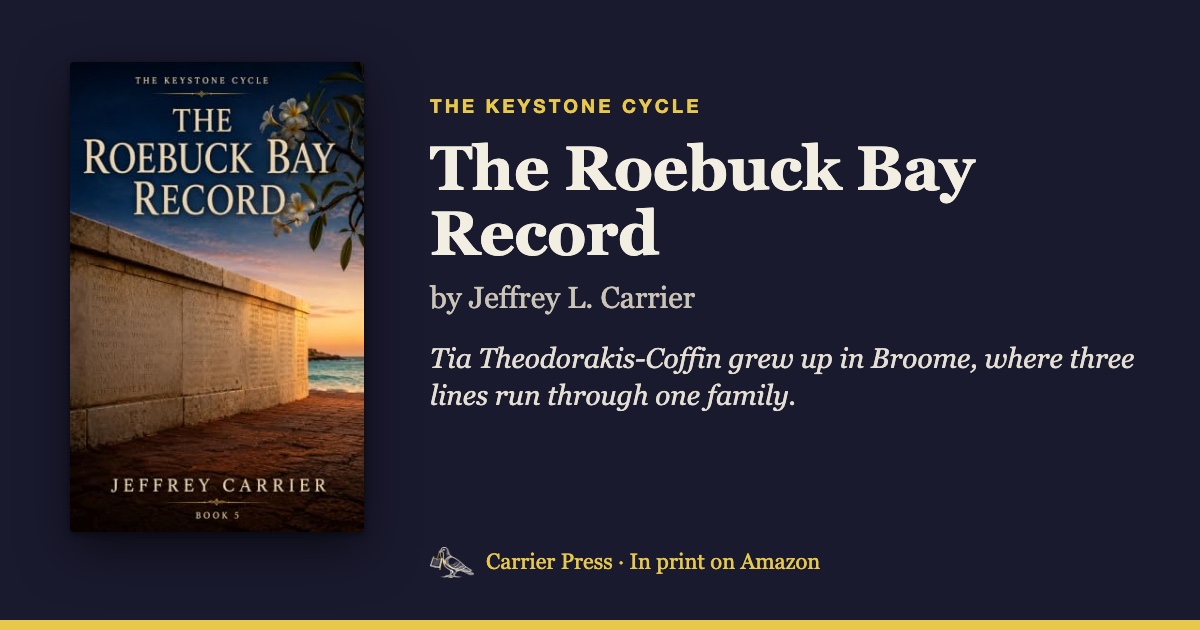 THE KEYSTONE CYCLE
THE
ROEBUCK BAY
RECORD
JEFFREY CARRIER
BOOK 5
THE KEYSTONE CYCLE
The Roebuck Bay
Record
by Jeffrey L. Carrier
Tia Theodorakis-Coffin grew up in Broome, where three
lines run through one family.
Carrier Press · In print on Amazon